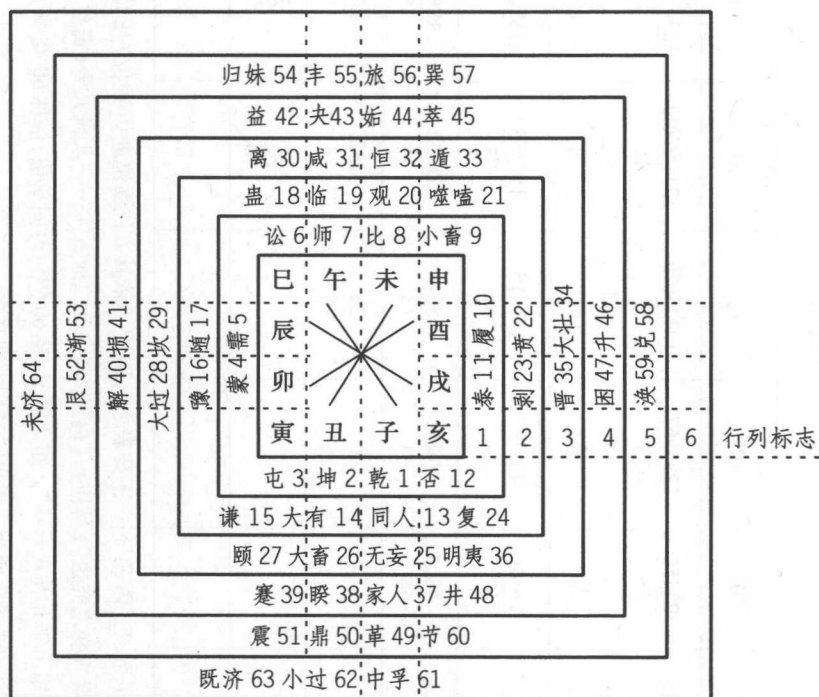 归妹 54 丰 55 旅 56 巽 57
益 42 夬43 姤 44 萃 45
离 30 咸 31 恒 32 遁 33
蛊 18 临 19 观 20 噬嗑 21
讼 6 师 7 比 8 小畜 9
巳 午 未 申
辰 酉
卯 戌
寅 丑 子 亥
未济 64
艮 52 渐 53
解 40 损 41
大过 28 坎 29
豫 16 随 17
蒙 4 需 5
泰 11 履 10
剥 23 贲 22
晋 35 大壮 34
困 47 升 46
涣 59 兑 58
1 2 3 4 5 6 行列标志
屯 3 坤 2 乾 1 否 12
谦 15 大有 14 同人 13 复 24
颐 27 大畜 26 无妄 25 明夷 36
蹇 39 睽 38 家人 37 井 48
震 51 鼎 50 革 49 节 60
既济 63 小过 62 中孚 61